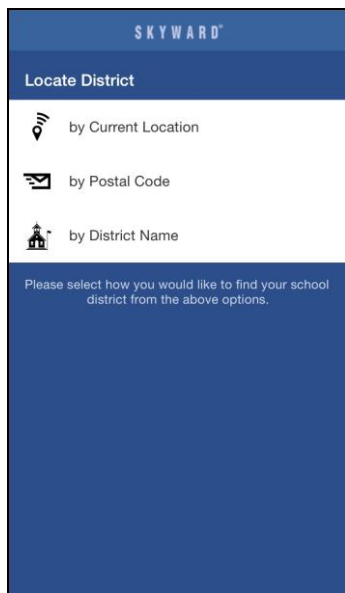 SKYWARD™
Locate District
by Current Location
by Postal Code
by District Name
Please select how you would like to find your school
district from the above options.